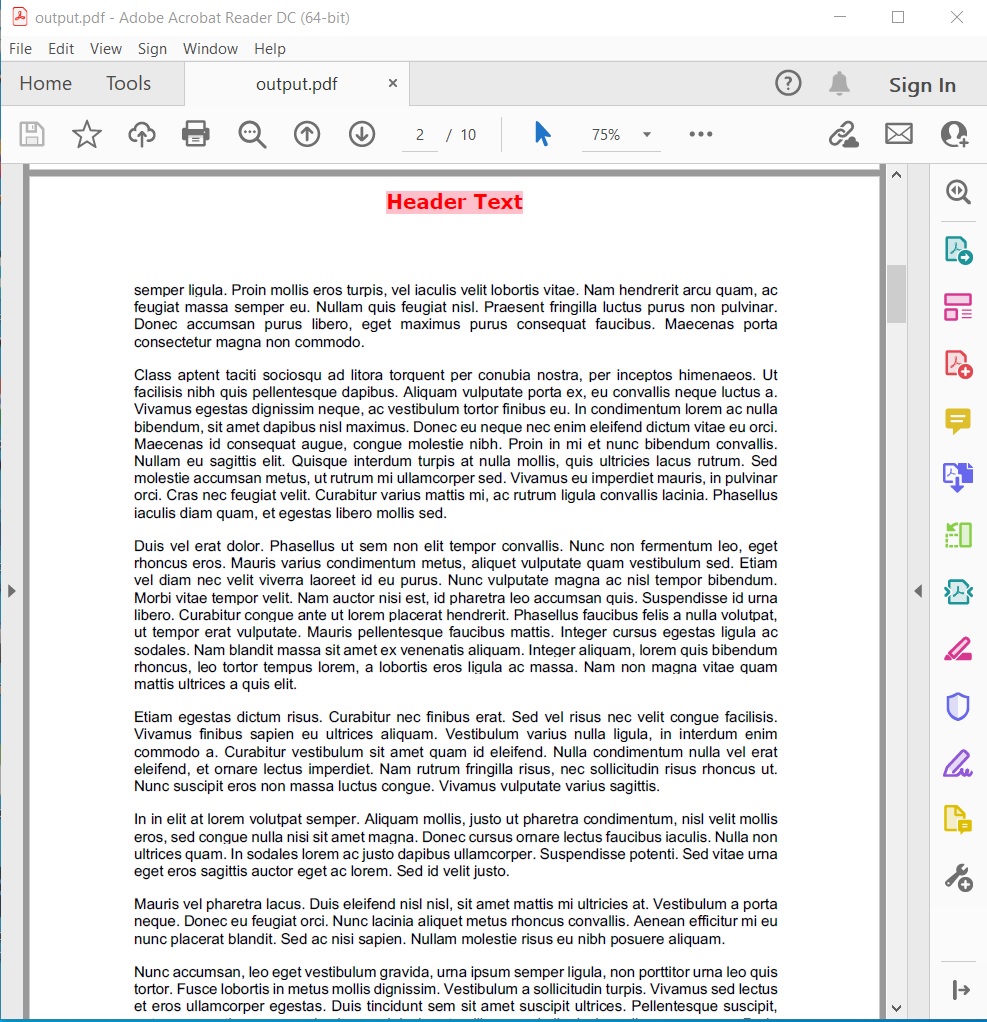 output.pdf - Adobe Acrobat Reader DC (64-bit)
File Edit View Sign Window Help
Home Tools output.pdf × ? Sign In
2 / 10 75%
Header Text
semper ligula. Proin mollis eros turpis, vel iaculis velit lobortis vitae. Nam hendrerit arcu quam, ac
feugiat massa semper eu. Nullam quis feugiat nisl. Praesent fringilla luctus purus non pulvinar.
Donec accumsan purus libero, eget maximus purus consequat faucibus. Maecenas porta
consectetur magna non commodo.
Class aptent taciti sociosqu ad litora torquent per conubia nostra, per inceptos himenaeos. Ut
facilisis nibh quis pellentesque dapibus. Aliquam vulputate porta ex, eu convallis neque luctus a.
Vivamus egestas dignissim neque, ac vestibulum tortor finibus eu. In condimentum lorem ac nulla
bibendum, sit amet dapibus nisl maximus. Donec eu neque nec enim eleifend dictum vitae eu orci.
Maecenas id consequat augue, congue molestie nibh. Proin in mi et nunc bibendum convallis.
Nullam eu sagittis elit. Quisque interdum turpis at nulla mollis, quis ultricies lacus rutrum. Sed
molestie accumsan metus, ut rutrum mi ullamcorper sed. Vivamus eu imperdiet mauris, in pulvinar
orci. Cras nec feugiat velit. Curabitur varius mattis mi, ac rutrum ligula convallis lacinia. Phasellus
iaculis diam quam, et egestas libero mollis sed.
Duis vel erat dolor. Phasellus ut sem non elit tempor convallis. Nunc non fermentum leo, eget
rhoncus eros. Mauris varius condimentum metus, aliquet vulputate quam vestibulum sed. Etiam
vel diam nec velit viverra laoreet id eu purus. Nunc vulputate magna ac nisl tempor bibendum.
Morbi vitae tempor velit. Nam auctor nisi est, id pharetra leo accumsan quis. Suspendisse id urna
libero. Curabitur congue ante ut lorem placerat hendrerit. Phasellus faucibus felis a nulla volutpat,
ut tempor erat vulputate. Mauris pellentesque faucibus mattis. Integer cursus egestas ligula ac
sodales. Nam blandit massa sit amet ex venenatis aliquam. Integer aliquam, lorem quis bibendum
rhoncus, leo tortor tempus lorem, a lobortis eros ligula ac massa. Nam non magna vitae quam
mattis ultrices a quis elit.
Etiam egestas dictum risus. Curabitur nec finibus erat. Sed vel risus nec velit congue facilisis.
Vivamus finibus sapien eu ultrices aliquam. Vestibulum varius nulla ligula, in interdum enim
commodo a. Curabitur vestibulum sit amet quam id eleifend. Nulla condimentum nulla vel erat
eleifend, et ornare lectus imperdiet. Nam rutrum fringilla risus, nec sollicitudin risus rhoncus ut.
Nunc suscipit eros non massa luctus congue. Vivamus vulputate varius sagittis.
In in elit at lorem volutpat semper. Aliquam mollis, justo ut pharetra condimentum, nisl velit mollis
eros, sed congue nulla nisi sit amet magna. Donec cursus ornare lectus faucibus iaculis. Nulla non
ultrices quam. In sodales lorem ac justo dapibus ullamcorper. Suspendisse potenti. Sed vitae urna
eget eros sagittis auctor eget ac lorem. Sed id velit justo.
Mauris vel pharetra lacus. Duis eleifend nisl nisl, sit amet mattis mi ultricies at. Vestibulum a porta
neque. Donec eu feugiat orci. Nunc lacinia aliquet metus rhoncus convallis. Aenean efficitur mi eu
nunc placerat blandit. Sed ac nisi sapien. Nullam molestie risus eu nibh posuere aliquam.
Nunc accumsan, leo eget vestibulum gravida, urna ipsum semper ligula, non porttitor urna leo quis
tortor. Fusce lobortis in metus mollis dignissim. Vestibulum a sollicitudin turpis. Vivamus sed lectus
et eros ullamcorper egestas. Duis tincidunt sem sit amet suscipit ultrices. Pellentesque suscipit,